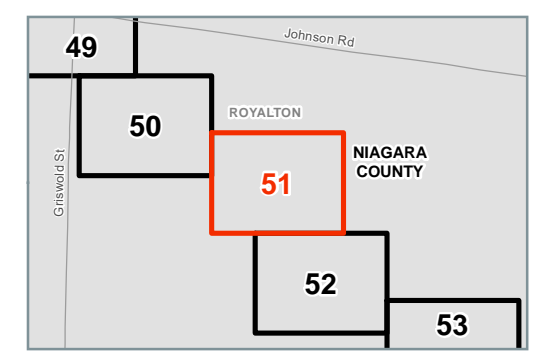 49
Johnson Rd
50
ROYALTON
NIAGARA
COUNTY
51
Griswold St
52
53